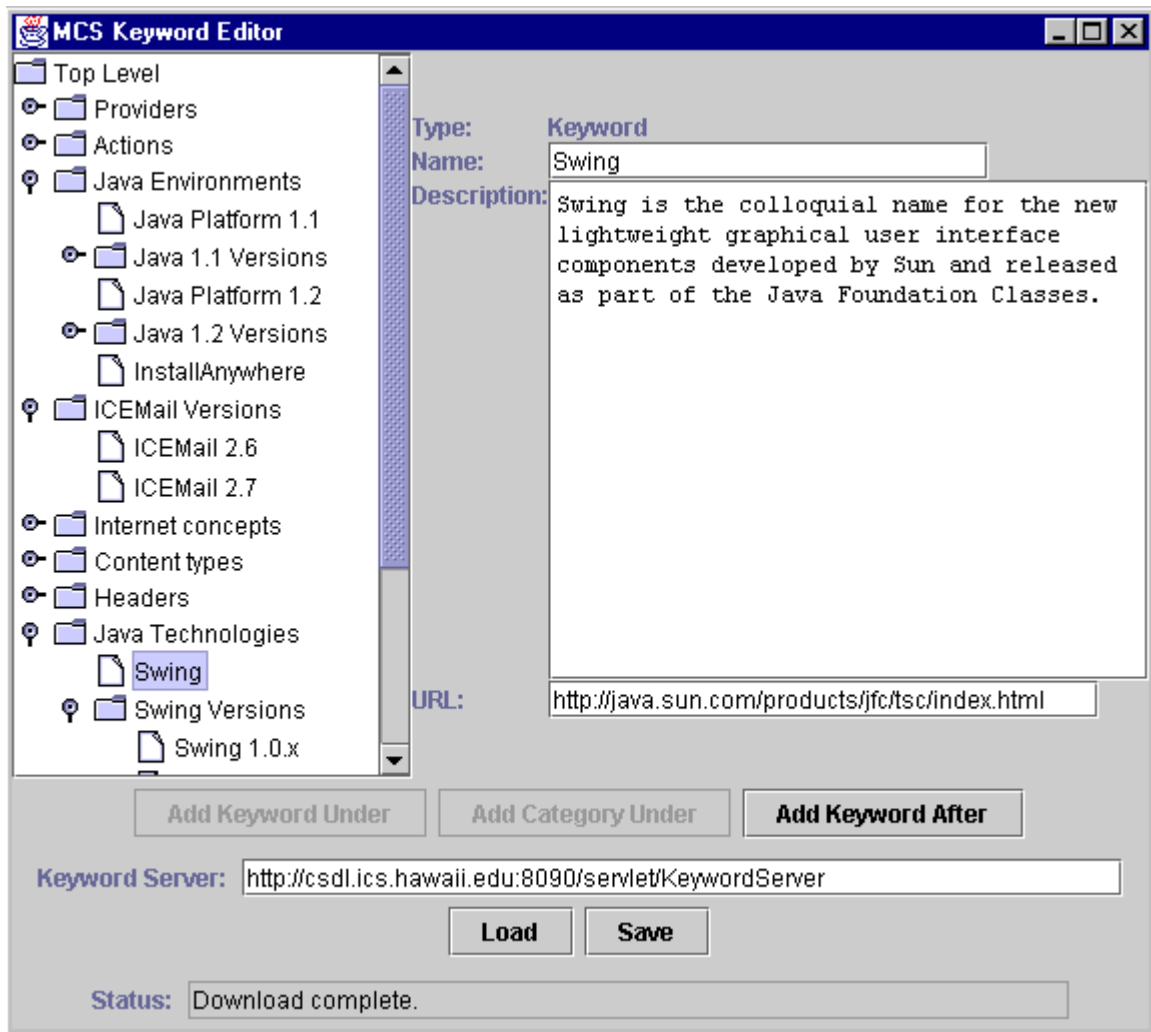 MCS Keyword Editor
Top Level
Providers
Actions
Java Environments
Java Platform 1.1
Java 1.1 Versions
Java Platform 1.2
Java 1.2 Versions
InstallAnywhere
ICEMail Versions
ICEMail 2.6
ICEMail 2.7
Internet concepts
Content types
Headers
Java Technologies
Swing
Swing Versions
Swing 1.0.x
Type: Keyword
Name: Swing
Description: Swing is the colloquial name for the new
lightweight graphical user interface
components developed by Sun and released
as part of the Java Foundation Classes.
URL: http://java.sun.com/products/jfc/tsc/index.html
Add Keyword Under Add Category Under Add Keyword After
Keyword Server: http://csdl.ics.hawaii.edu:8090/servlet/KeywordServer
Load Save
Status: Download complete.